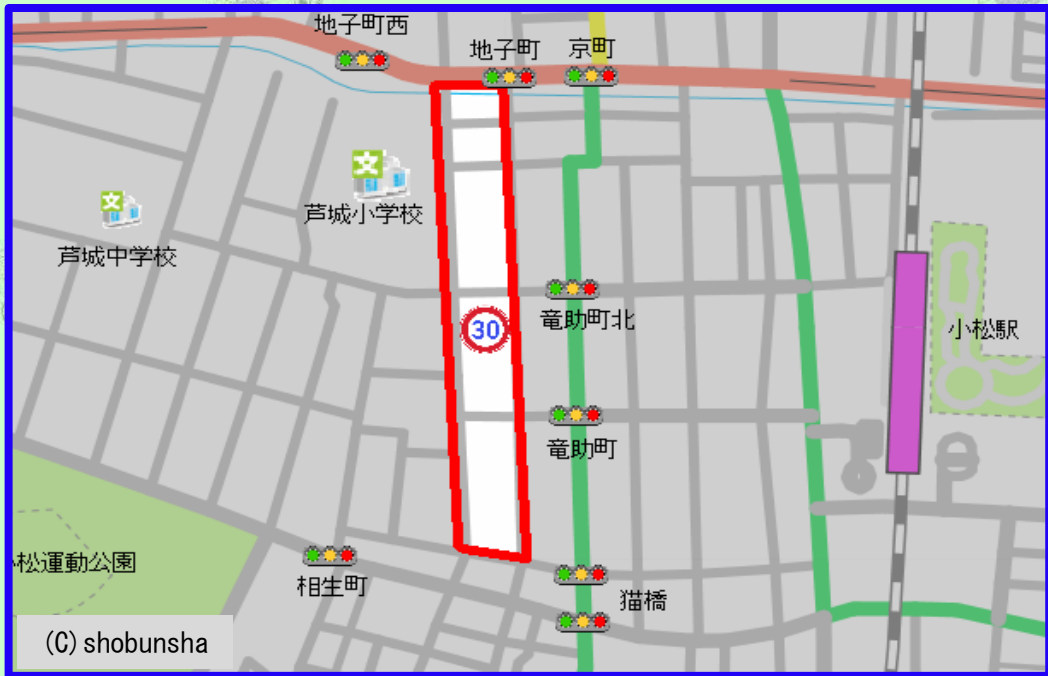 地子町西
地子町
京町
文
芦城小学校
文
芦城中学校
竜助町北
30
小松駅
竜助町
松運動公園
相生町
猫橋
(C) shobunsha